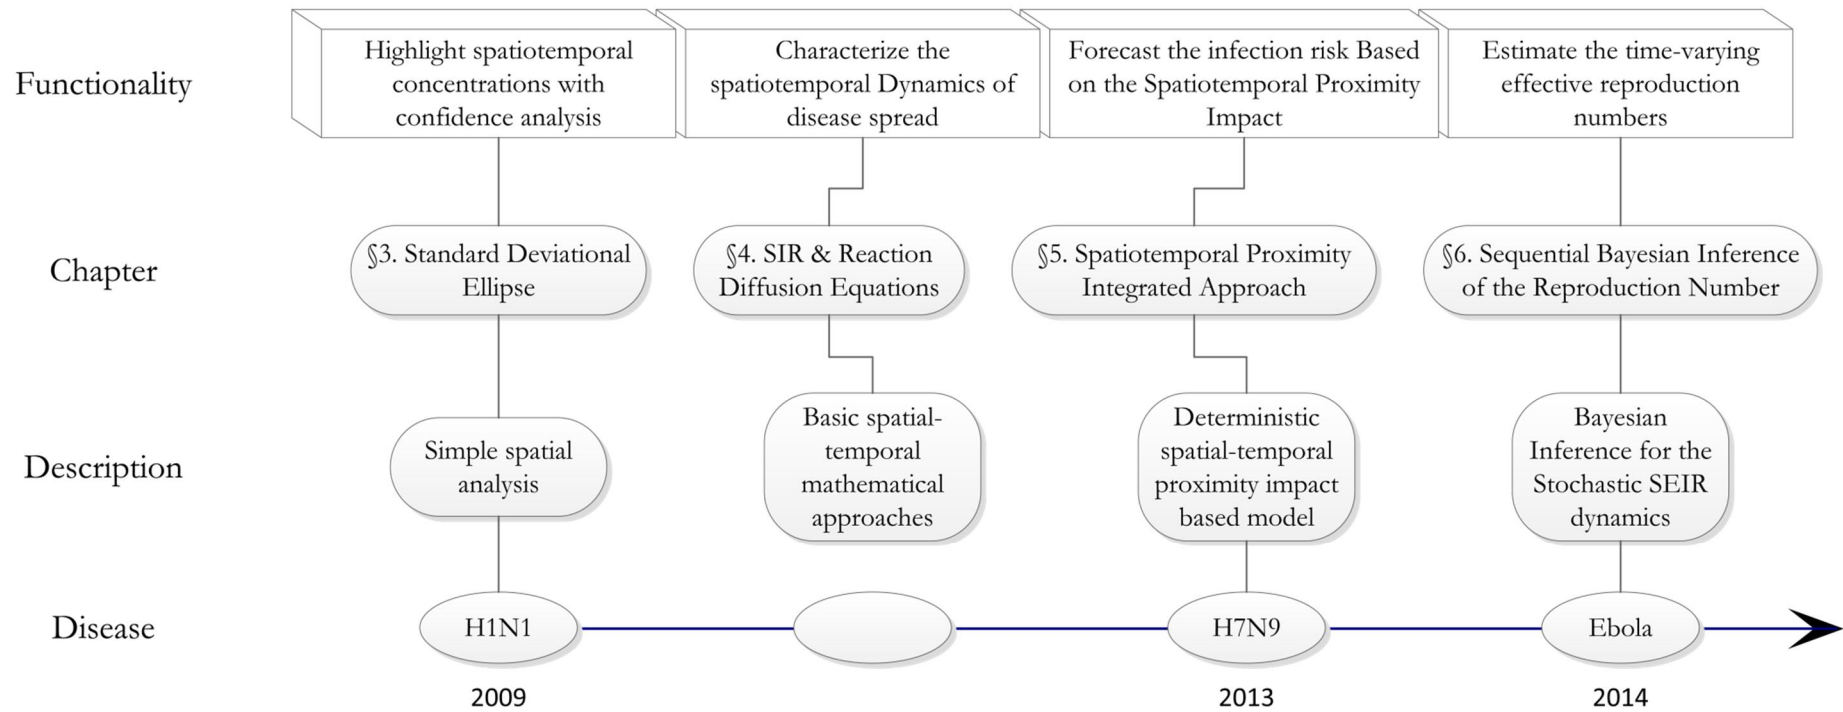 Functionality
Highlight spatiotemporal
concentrations with
confidence analysis
Characterize the
spatiotemporal Dynamics of
disease spread
Forecast the infection risk Based
on the Spatiotemporal Proximity
Impact
Estimate the time-varying
effective reproduction
numbers
Chapter
§3. Standard Deviational
Ellipse
§4. SIR & Reaction
Diffusion Equations
§5. Spatiotemporal Proximity
Integrated Approach
§6. Sequential Bayesian Inference
of the Reproduction Number
Description
Simple spatial
analysis
Basic spatial-
temporal
mathematical
approaches
Deterministic
spatial-temporal
proximity impact
based model
Bayesian
Inference for the
Stochastic SEIR
dynamics
Disease
H1N1
H7N9
Ebola
2009
2013
2014